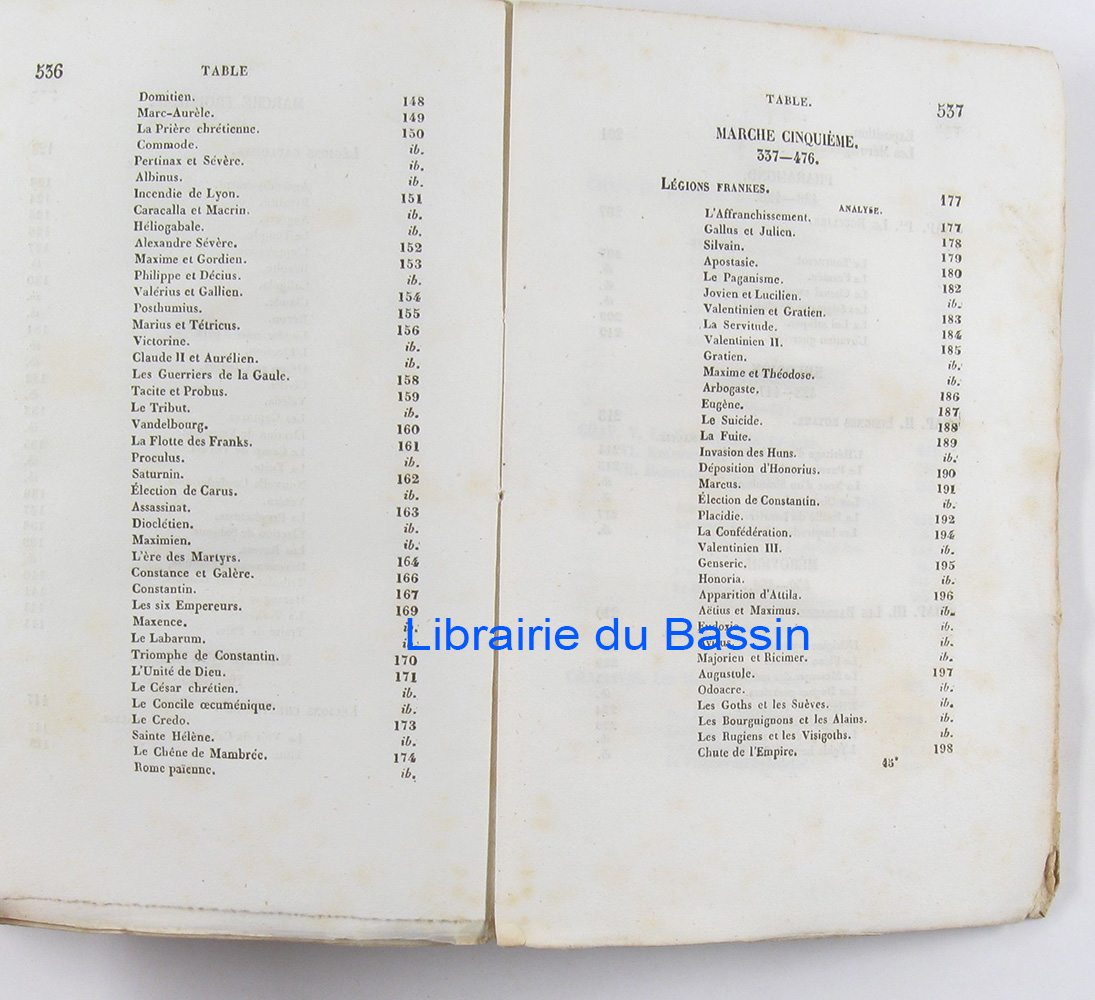 536 TABLE
Domitien. 148
Marc-Aurèle. 149
La Prière chrétienne. 150
Commode. ib.
Pertinax et Sévère. ib.
Albinus. ib.
Incendie de Lyon. 151
Caracalla et Macrin. ib.
Héliogabale. ib.
Alexandre Sévère. 152
Maxime et Gordien. 153
Philippe et Décius. ib.
Valérius et Gallien. 154
Posthumius. 155
Marius et Tétricus. 156
Victorine. ib.
Claude II et Aurélien. ib.
Les Guerriers de la Gaule. 158
Tacite et Probus. 159
Le Tribut. ib.
Vandelbourg. 160
La Flotte des Franks. 161
Proculus. ib.
Saturnin. 162
Élection de Carus. ib.
Assassinat. 163
Dioclétien. ib.
Maximien. ib.
L'ère des Martyrs. 164
Constance et Galère. 166
Constantin. 167
Les six Empereurs. 169
Maxence. ib.
Le Labarum. ib.
Triomphe de Constantin. 170
L'Unité de Dieu. 171
Le César chrétien. ib.
Le Concile œcuménique. ib.
Le Credo. 173
Sainte Hélène. ib.
Le Chêne de Mambrée. 174
Rome païenne. ib.
TABLE. 537
MARCHE CINQUIÈME.
337—476.
LÉGIONS FRANKES. 177
ANALYSE.
L'Affranchissement. 177
Gallus et Julien. 178
Silvain. 179
Apostasie. 180
Le Paganisme. 182
Jovien et Lucilien. ib.
Valentinien et Gratien. 183
La Servitude. 184
Valentinien II. 185
Gratien. ib.
Maxime et Théodose. ib.
Arbogaste. 186
Eugène. 187
Le Suicide. 188
La Fuite. 189
Invasion des Huns. ib.
Déposition d'Honorius. 190
Marcus. 191
Élection de Constantin. ib.
Placidie. 192
La Confédération. 194
Valentinien III. ib.
Genseric. 195
Honoria. ib.
Apparition d'Attila. 196
Aëtius et Maximus. ib.
ib.
ib.
Majorien et Ricimer. ib.
Augustule. 197
Odoacre. ib.
Les Goths et les Suèves. ib.
Les Bourguignons et les Alains. ib.
Les Rugiens et les Visigoths. ib.
Chute de l'Empire. 198
45*
Librairie du Bassin